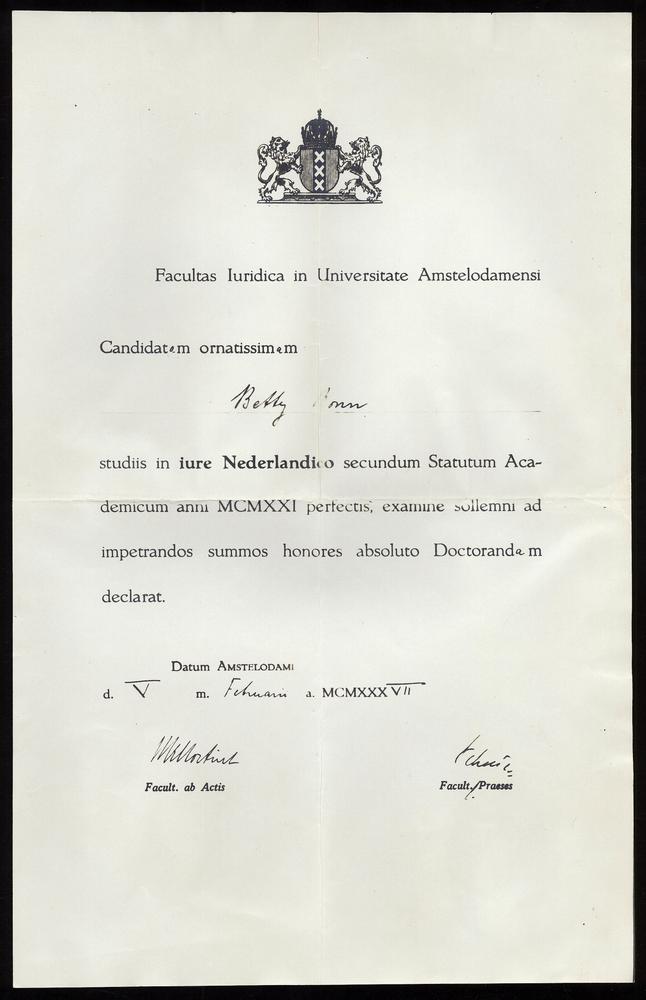 Facultas Iuridica in Universitate Amstelodamensi
Candidatam ornatissimam
Betty
studiis in iure Nederlandico secundum Statutum Aca-
demicum anni MCMXXI perfectis, examine sollemni ad
impetrandos summos honores absoluto Doctorandam
declarat.
Datum AMSTELODAMI
d. V m. Februarii a. MCMXXXVII
Facult. ab Actis Facult. Praeses